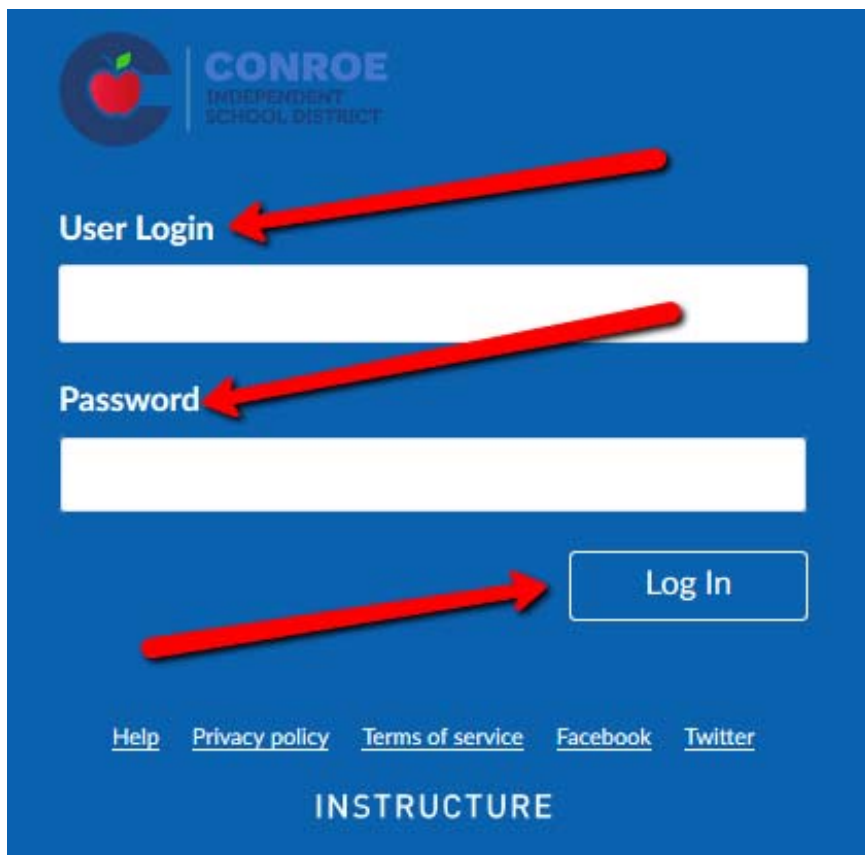 CONROE
INDEPENDENT
SCHOOL DISTRICT
User Login
Password
Log In
Help Privacy policy Terms of service Facebook Twitter
INSTRUCTURE